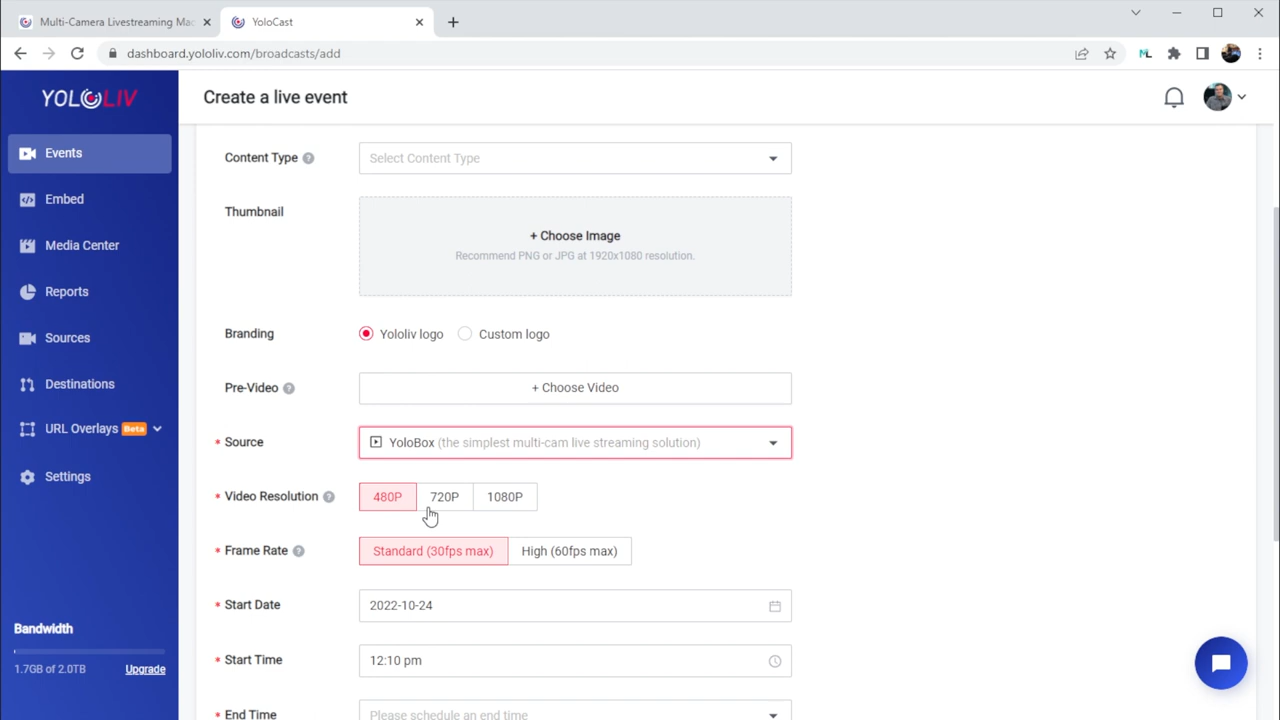 Multi-Camera Livestreaming Mac
YoloCast
dashboard.yololiv.com/broadcasts/add
YOLOLIV
Create a live event
Events
Embed
Media Center
Reports
Sources
Destinations
URL Overlays Beta
Settings
Bandwidth
1.7GB of 2.0TB Upgrade
Content Type Select Content Type
Thumbnail
+ Choose Image
Recommend PNG or JPG at 1920x1080 resolution.
Branding Yololiv logo Custom logo
Pre-Video + Choose Video
* Source YoloBox (the simplest multi-cam live streaming solution)
* Video Resolution 480P 720P 1080P
* Frame Rate Standard (30fps max) High (60fps max)
* Start Date 2022-10-24
* Start Time 12:10 pm
* End Time Please schedule an end time